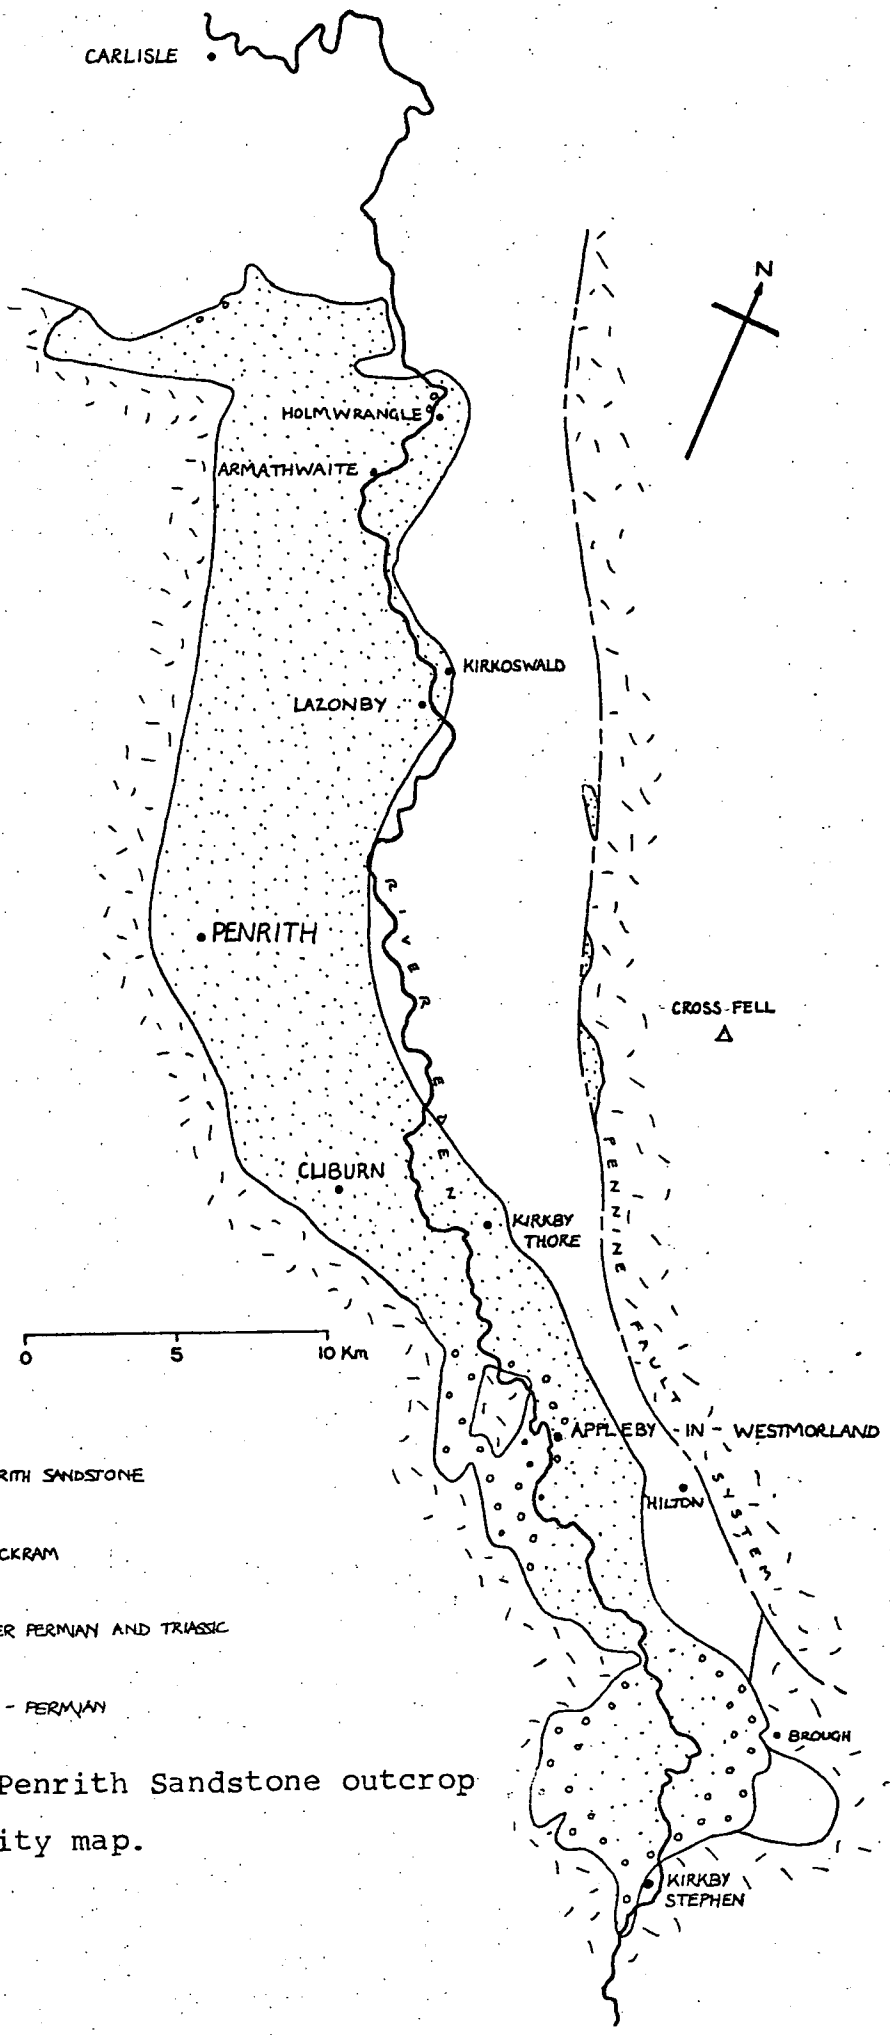 CARLISLE
N
HOLMWRANGLE
ARMATHWAITE
KIRKOSWALD
LAZONBY
RIVER EDEN
PENRITH
CROSS FELL
CLIBURN
KIRKBY
THORE
PENNINE FAULT SYSTEM
0 5 10 Km
APPLEBY - IN - WESTMORLAND
RITH SANDSTONE
HILTON
CKRAM
ER PERMIAN AND TRIASSIC
- PERMIAN
BROUGH
Penrith Sandstone outcrop
ity map.
KIRKBY
STEPHEN